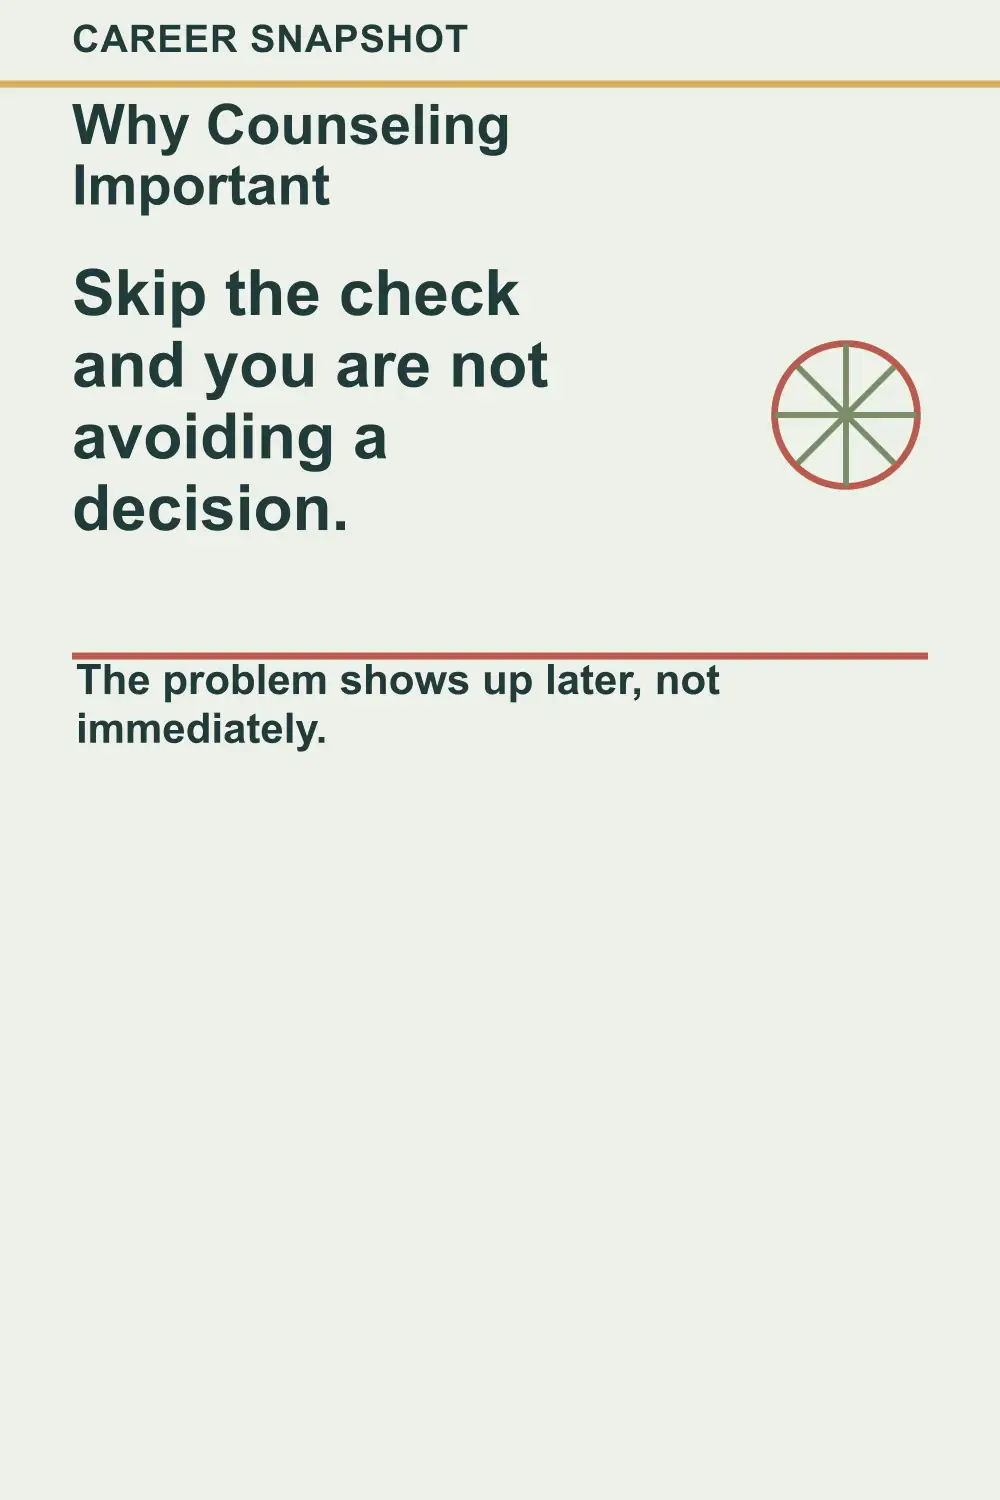 CAREER SNAPSHOT
Why Counseling
Important
Skip the check
and you are not
avoiding a
decision.
The problem shows up later, not
immediately.